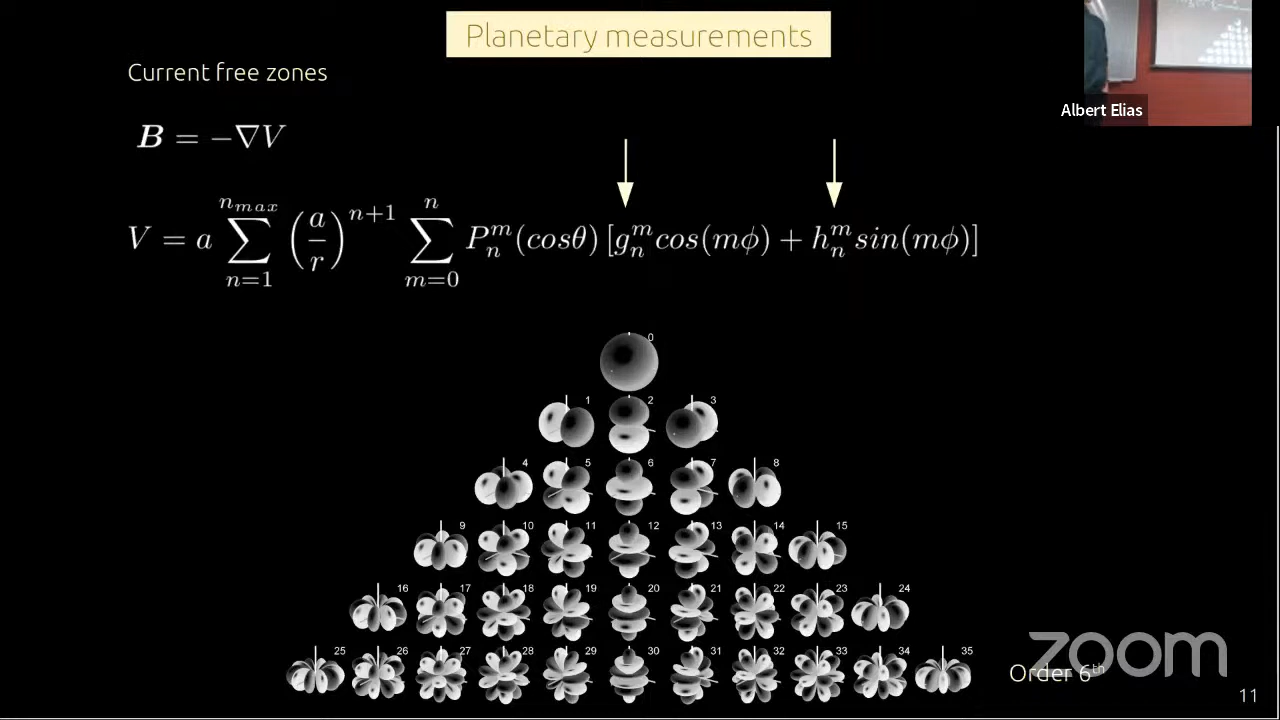 Planetary measurements
Current free zones
Albert Elias
B = −∇V
V = a ∑_{n=1}^{n_{max}} (a/r)^{n+1} ∑_{m=0}^{n} P_n^m(cosθ) [g_n^m cos(mϕ) + h_n^m sin(mϕ)]
0
1 2 3
4 5 6 7 8
9 10 11 12 13 14 15
16 17 18 19 20 21 22 23 24
25 26 27 28 29 30 31 32 33 34 35
zoom
Order 6th
11